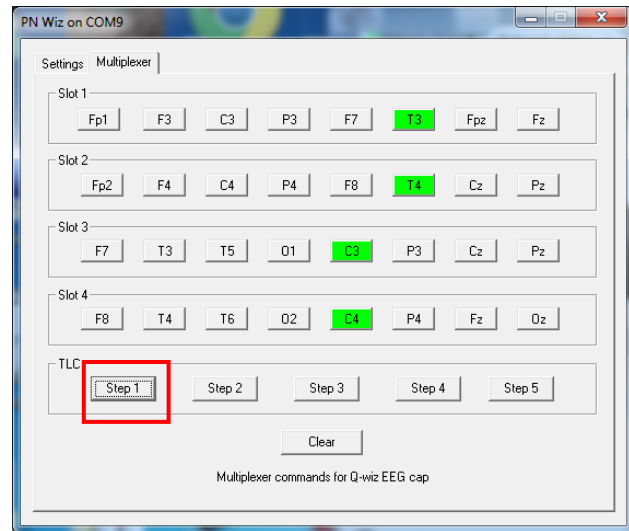 PN Wiz on COM9
Settings Multiplexer
Slot 1
Fp1 F3 C3 P3 F7 T3 Fpz Fz
Slot 2
Fp2 F4 C4 P4 F8 T4 Cz Pz
Slot 3
F7 T3 T5 O1 C3 P3 Cz Pz
Slot 4
F8 T4 T6 O2 C4 P4 Fz Oz
TLC
Step 1 Step 2 Step 3 Step 4 Step 5
Clear
Multiplexer commands for Q-wiz EEG cap